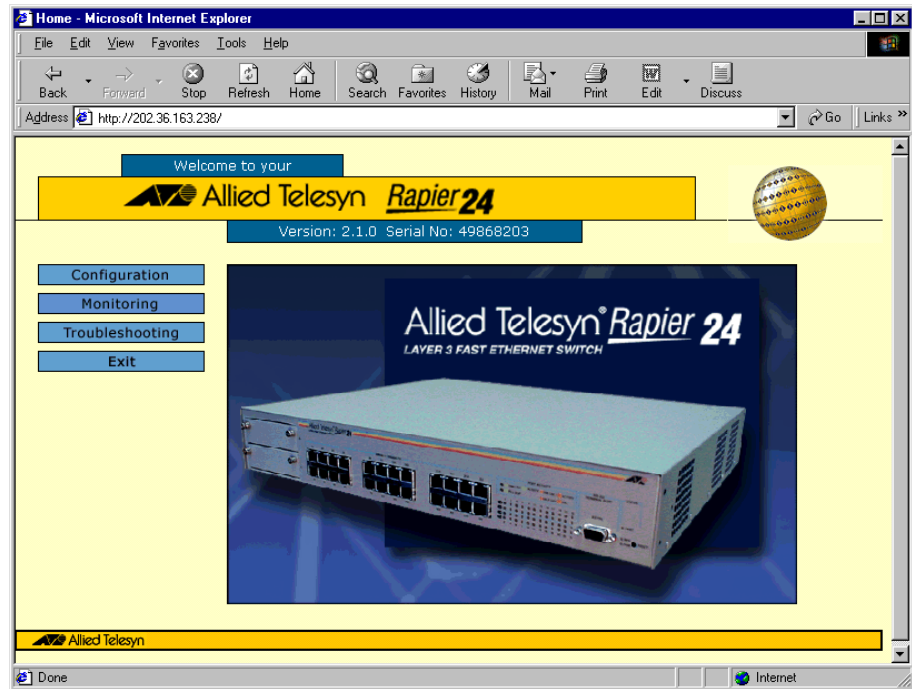 Home - Microsoft Internet Explorer
File Edit View Favorites Tools Help
Back Forward Stop Refresh Home Search Favorites History Mail Print Edit Discuss
Address http://202.36.163.238/ Go Links »
Welcome to your
Allied Telesyn Rapier 24
Version: 2.1.0 Serial No: 49868203
Configuration
Monitoring
Troubleshooting
Exit
Allied Telesyn® Rapier 24
LAYER 3 FAST ETHERNET SWITCH
Allied Telesyn
Done Internet